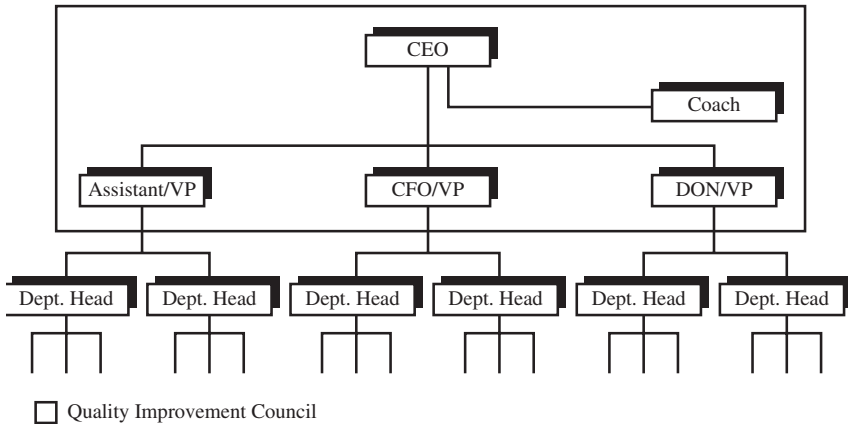 CEO
Coach
Assistant/VP
CFO/VP
DON/VP
Dept. Head
Dept. Head
Dept. Head
Dept. Head
Dept. Head
Dept. Head
Quality Improvement Council